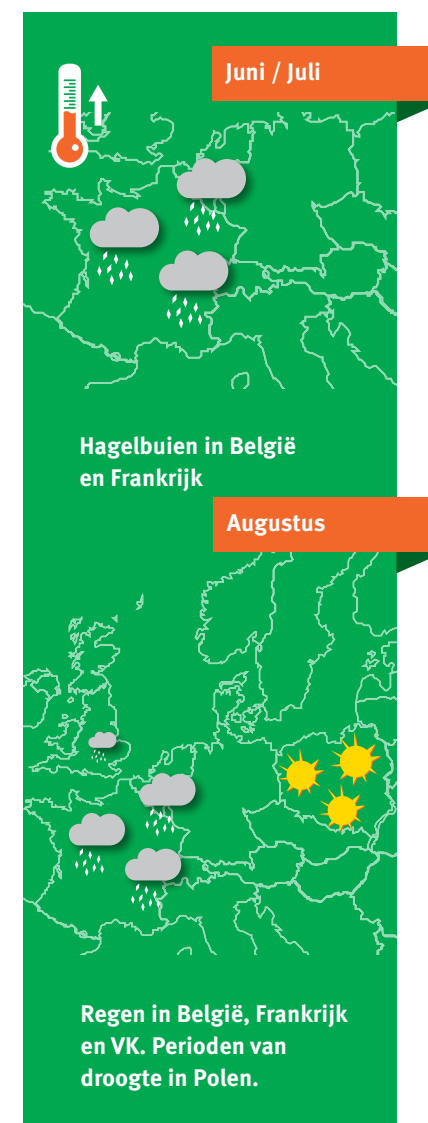 Juni / Juli
Hagelbuien in België
en Frankrijk
Augustus
Regen in België, Frankrijk
en VK. Perioden van
droogte in Polen.